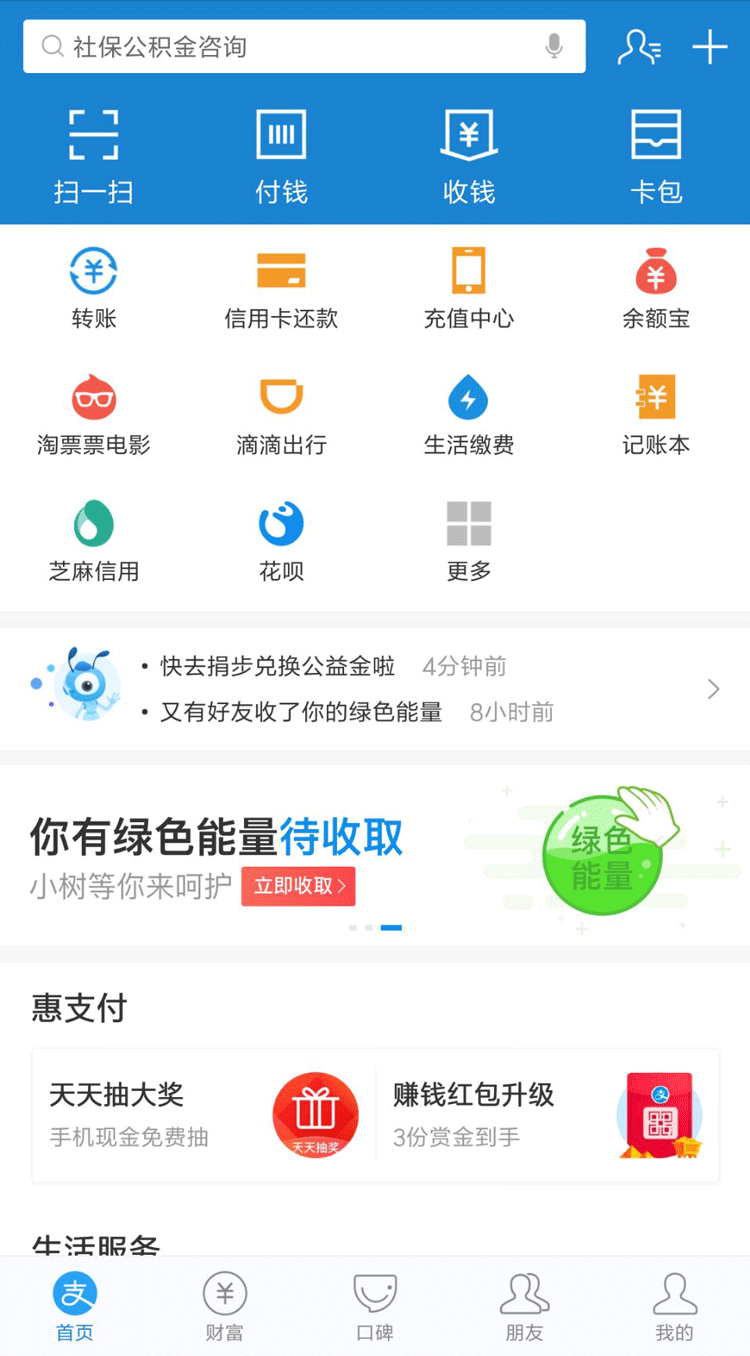 社保公积金咨询
扫一扫 付钱 收钱 卡包
转账 信用卡还款 充值中心 余额宝
淘票票电影 滴滴出行 生活缴费 记账本
芝麻信用 花呗 更多
• 快去捐步兑换公益金啦 4分钟前
• 又有好友收了你的绿色能量 8小时前
你有绿色能量待收取
小树等你来呵护 立即收取
绿色
能量
惠支付
天天抽大奖
手机现金免费抽
天天抽奖
赚钱红包升级
3份赏金到手
生活服务
支
首页 财富 口碑 朋友 我的